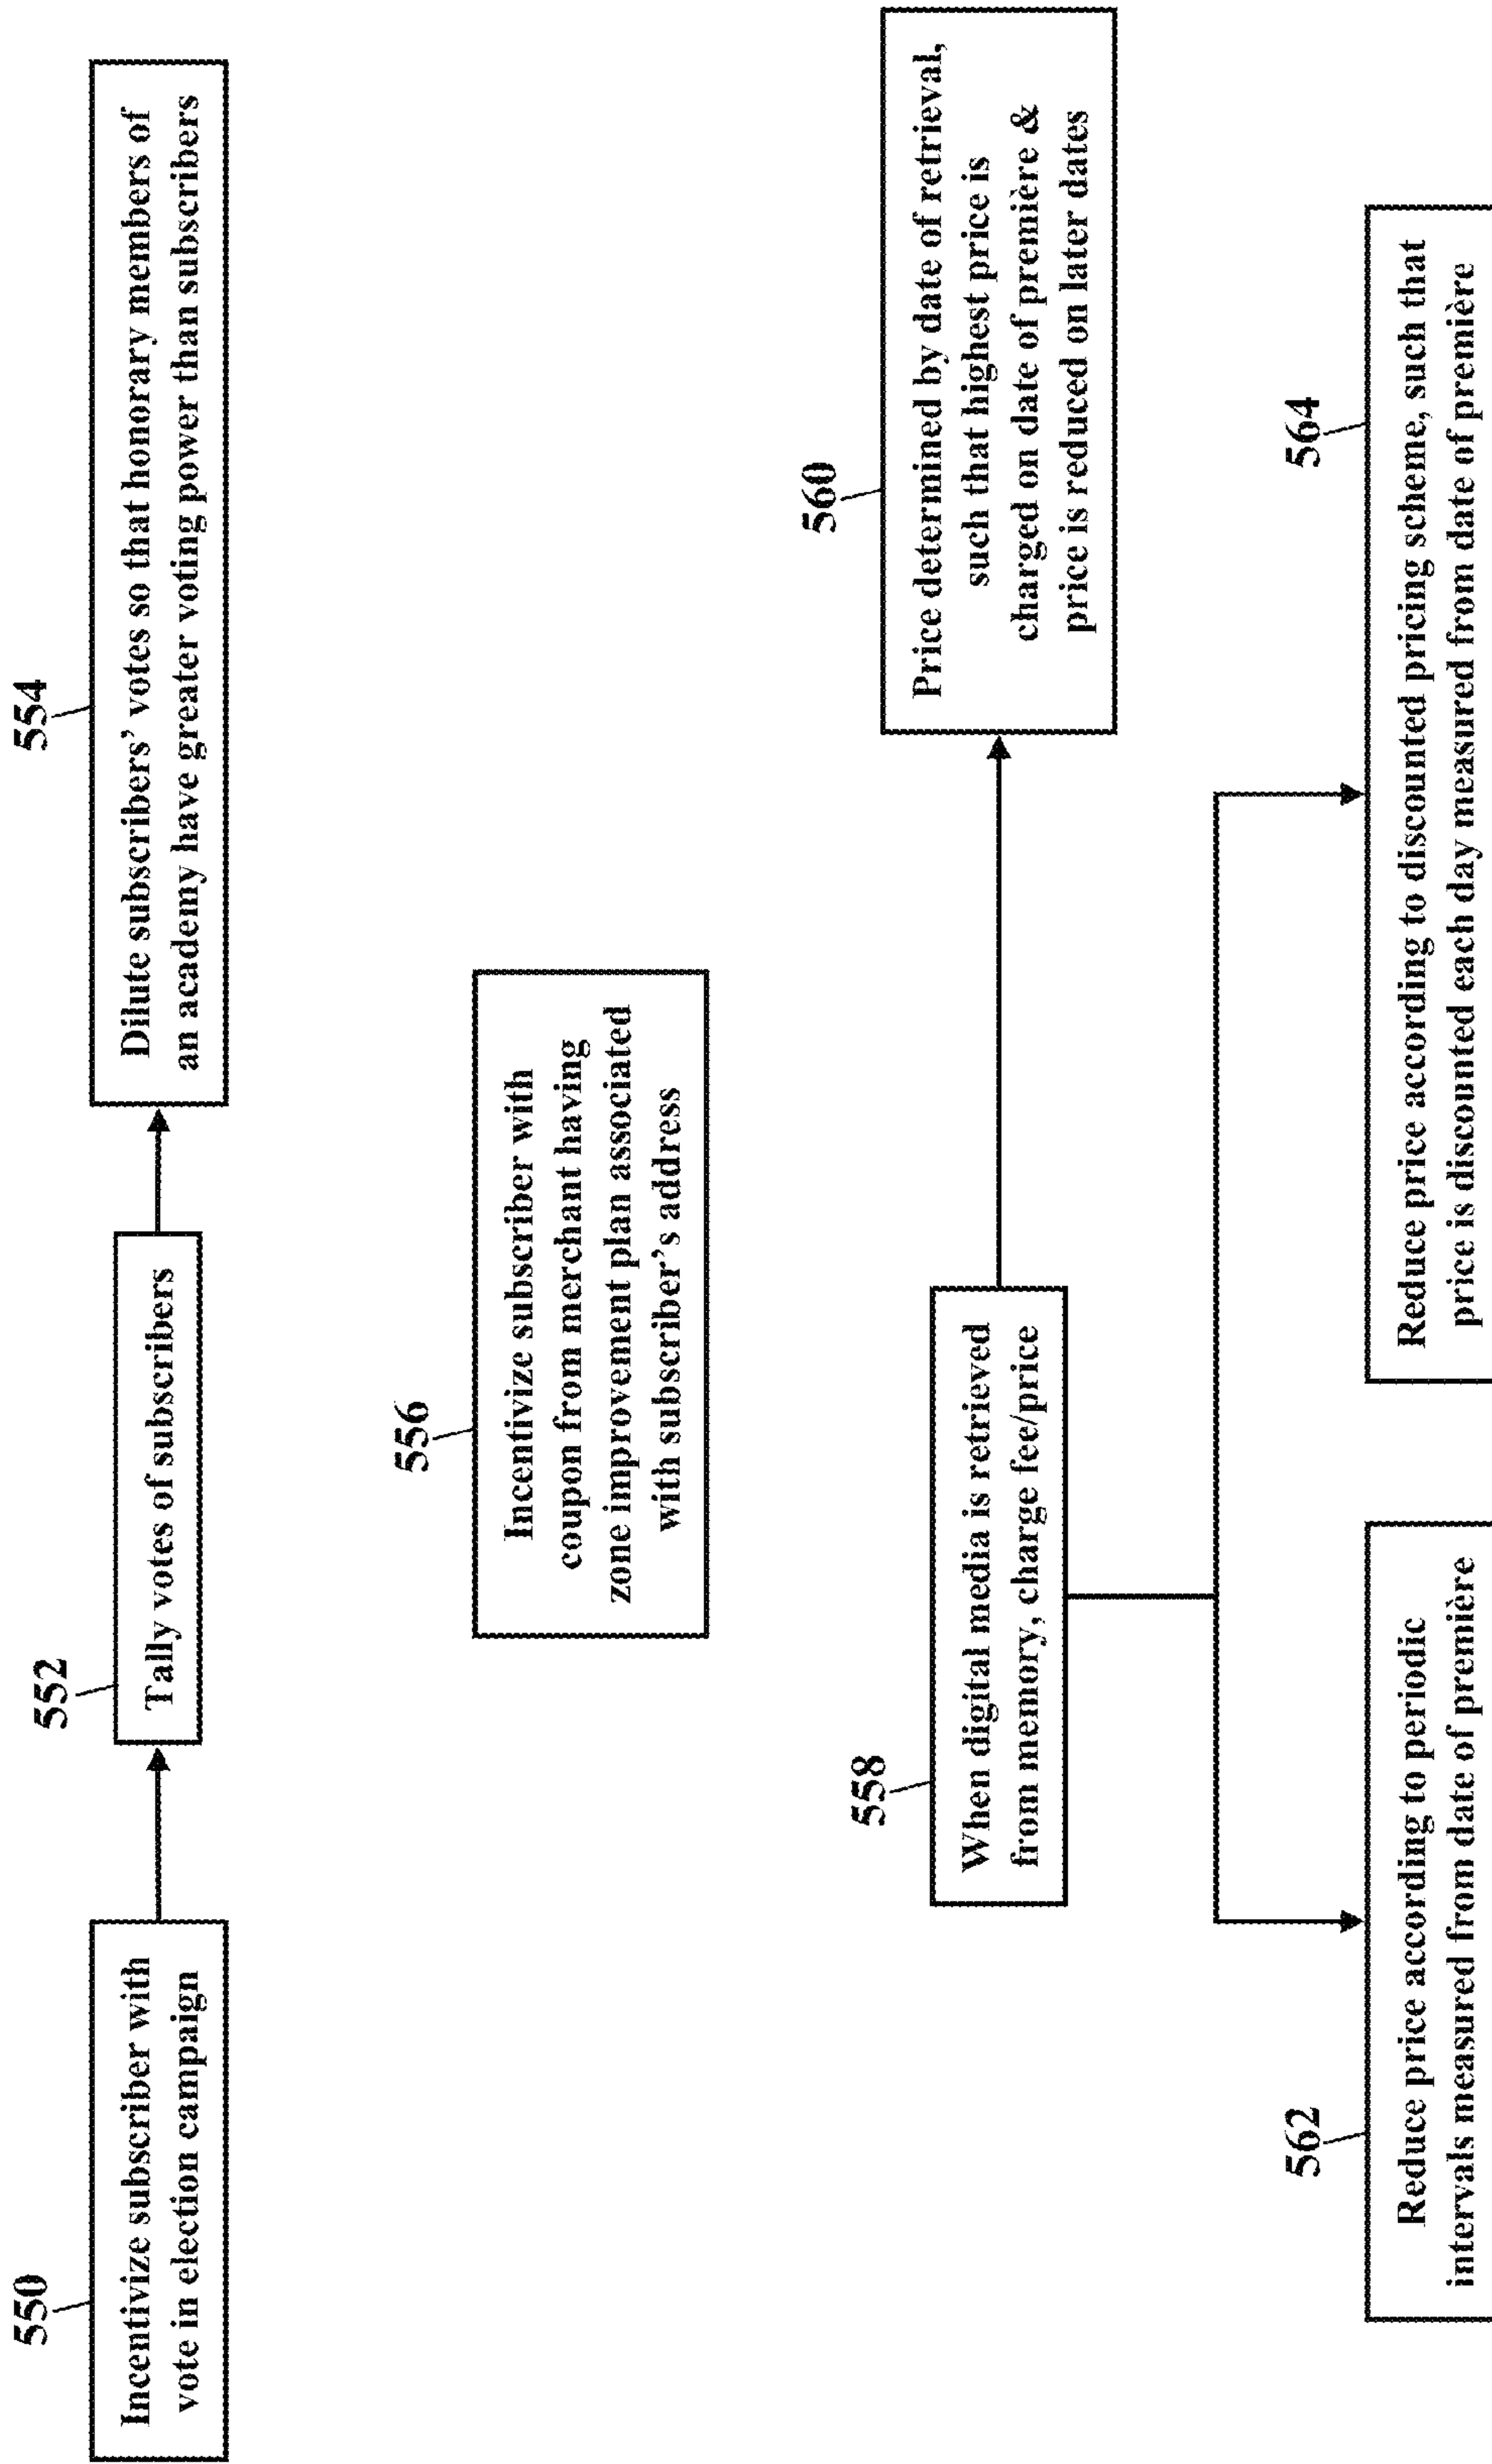 550
Incentivize subscriber with
vote in election campaign
552
Tally votes of subscribers
554
Dilute subscribers' votes so that honorary members of
an academy have greater voting power than subscribers
556
Incentivize subscriber with
coupon from merchant having
zone improvement plan associated
with subscriber's address
558
When digital media is retrieved
from memory, charge fee/price
560
Price determined by date of retrieval,
such that highest price is
charged on date of première &
price is reduced on later dates
562
Reduce price according to periodic
intervals measured from date of première
564
Reduce price according to discounted pricing scheme, such that
price is discounted each day measured from date of première